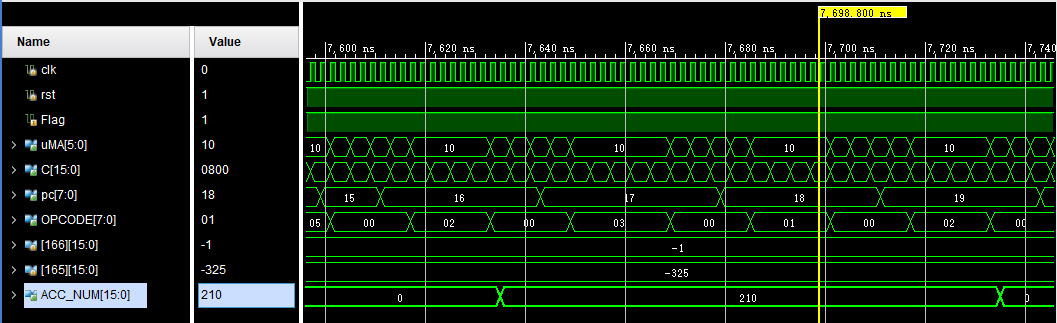 7,698.800 ns
Name Value
7,600 ns 7,620 ns 7,640 ns 7,660 ns 7,680 ns 7,700 ns 7,720 ns 7,740
clk 0
rst 1
Flag 1
uMA[5:0] 10 10 10 10 10 10
C[15:0] 0800
pc[7:0] 18 15 16 17 18 19
OPCODE[7:0] 01 05 00 02 00 03 00 01 00 02 00
[166][15:0] -1 -1
[165][15:0] -325 -325
ACC_NUM[15:0] 210 0 210 0